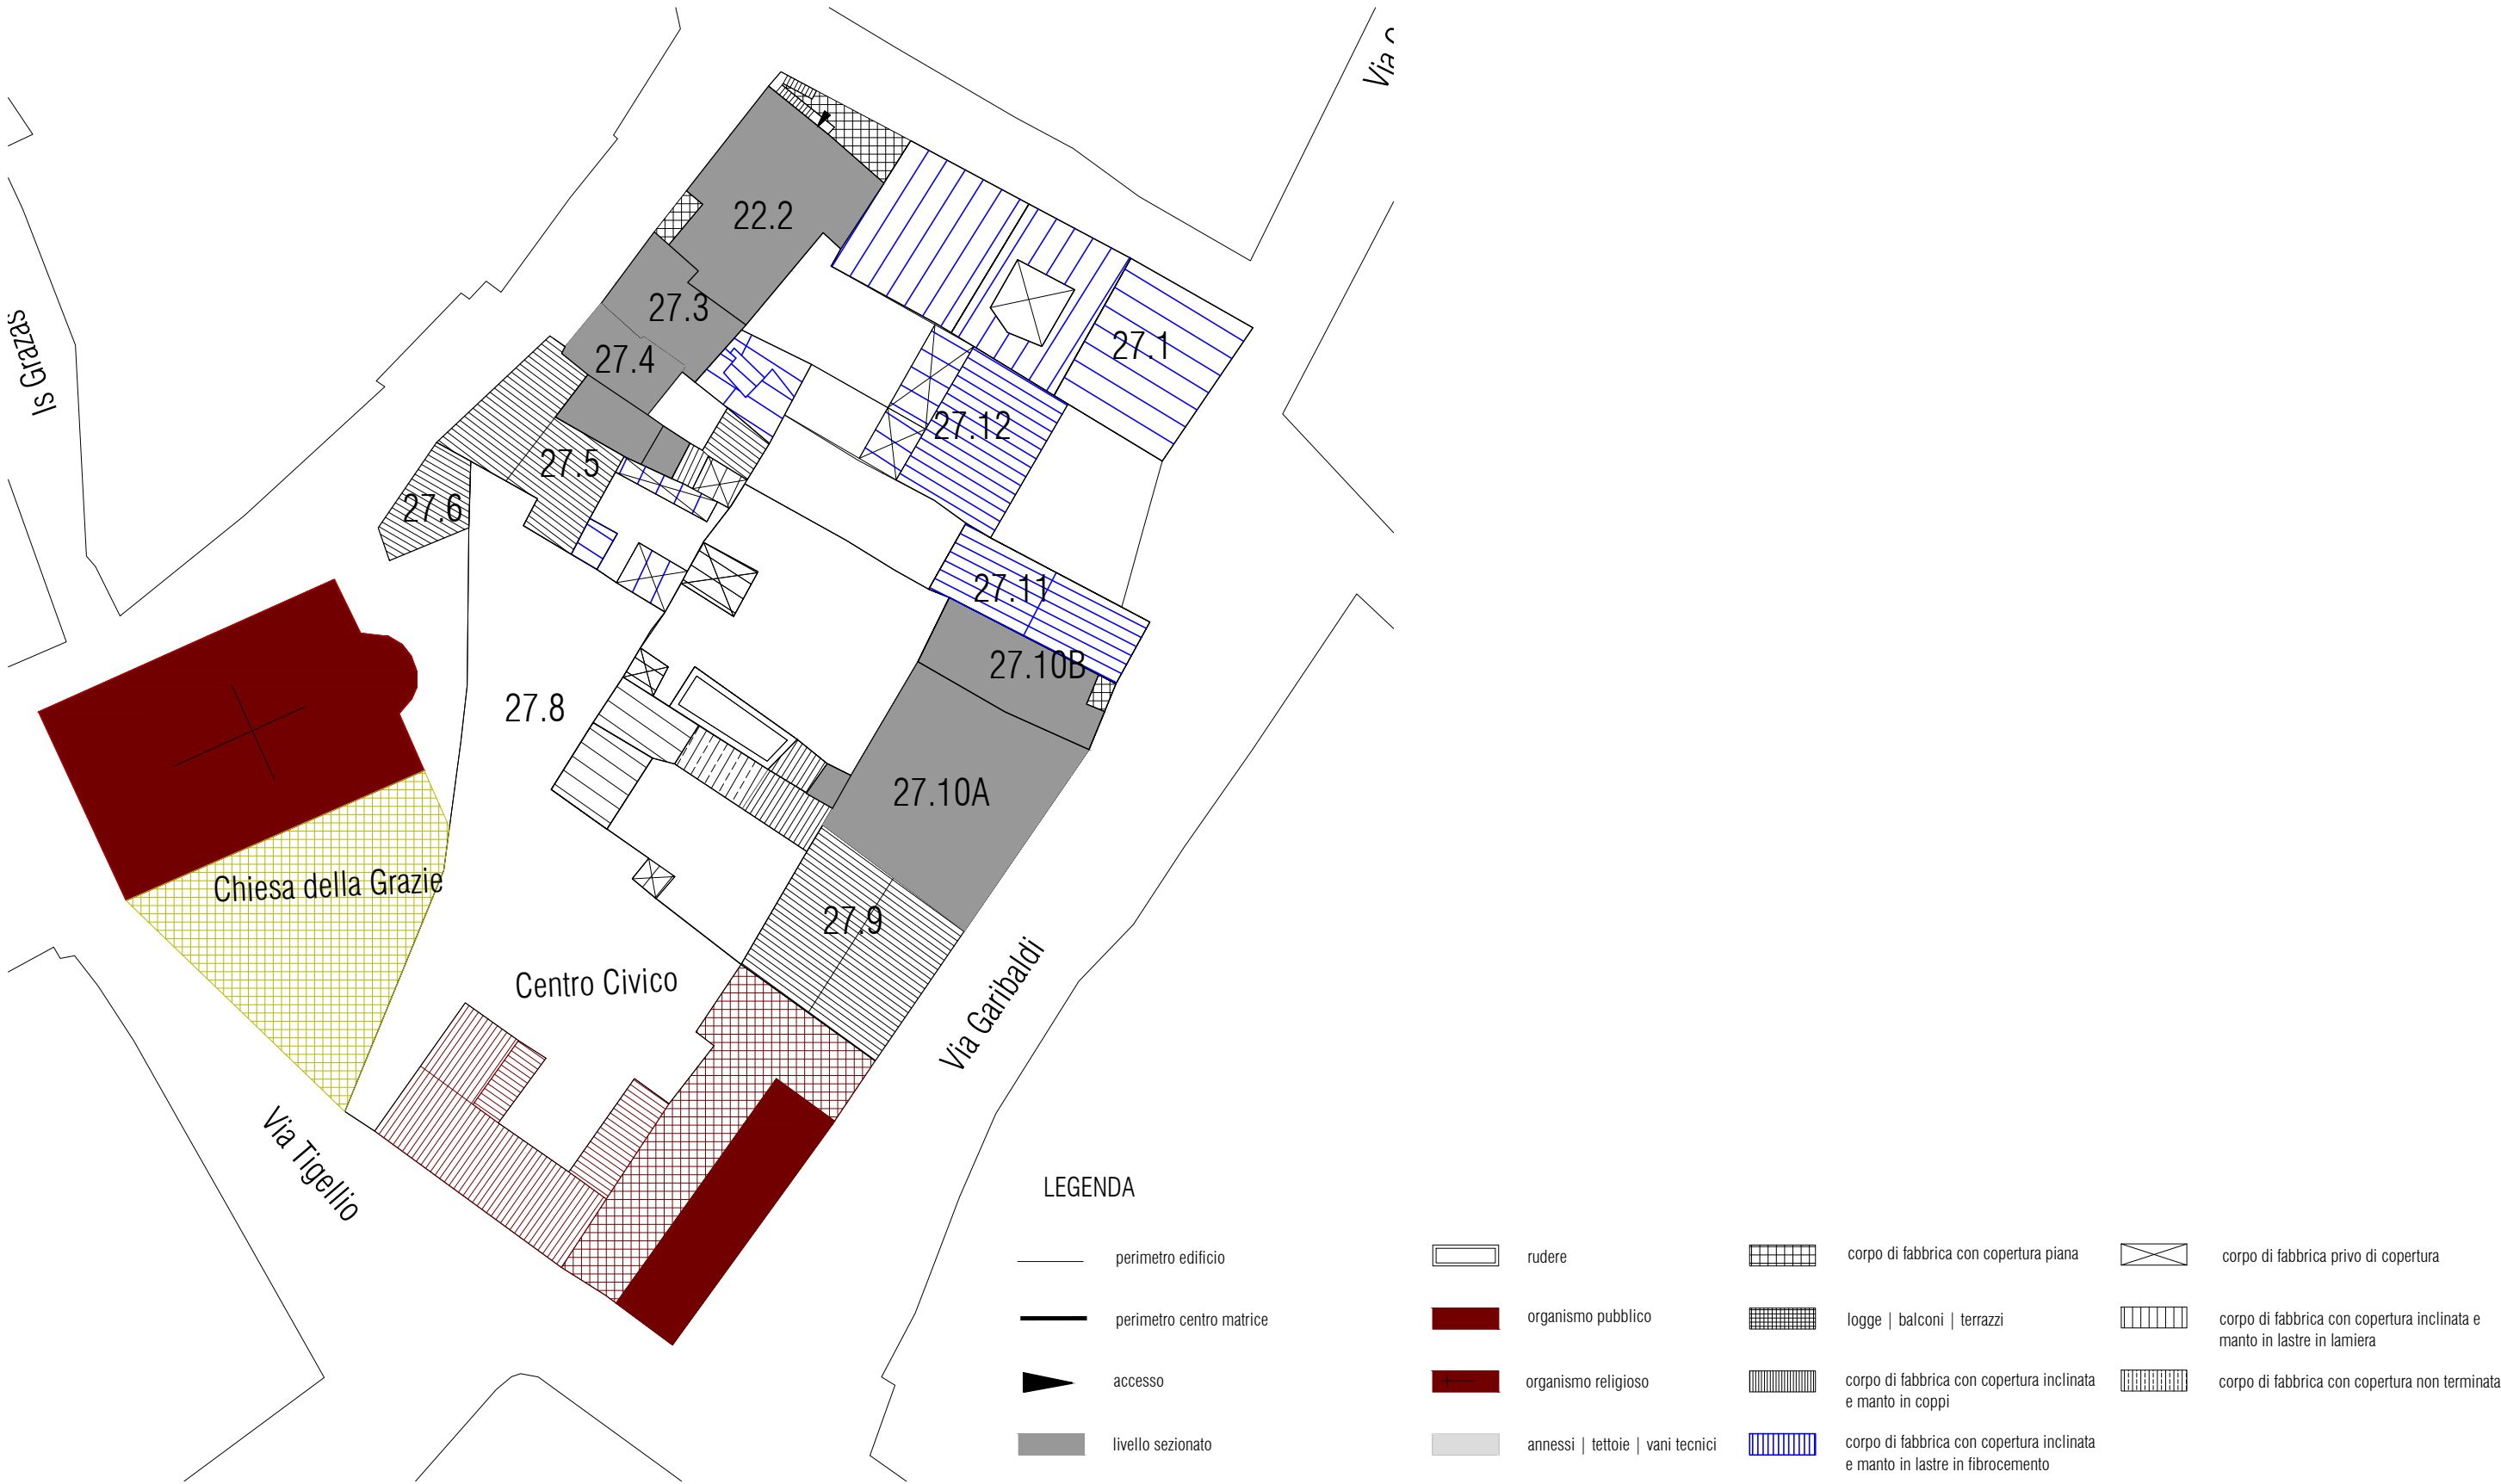 Via
22.2
27.3
27.1
Is Grazas
27.4
27.12
27.5
27.6
27.11
27.10B
27.8
27.10A
Chiesa della Grazie
27.9
Centro Civico
Via Garibaldi
Via Tigellio
LEGENDA
perimetro edificio
perimetro centro matrice
accesso
livello sezionato
rudere
organismo pubblico
organismo religioso
annessi | tettoie | vani tecnici
corpo di fabbrica con copertura piana
logge | balconi | terrazzi
corpo di fabbrica con copertura inclinata
e manto in coppi
corpo di fabbrica con copertura inclinata
e manto in lastre in fibrocemento
corpo di fabbrica privo di copertura
corpo di fabbrica con copertura inclinata e
manto in lastre in lamiera
corpo di fabbrica con copertura non terminata